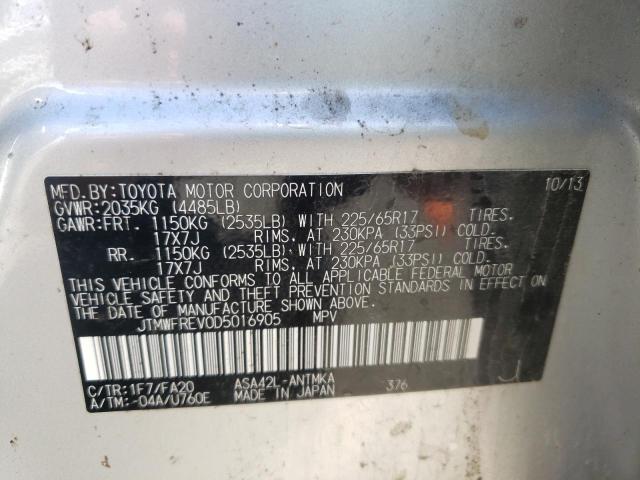 MFD.BY:TOYOTA MOTOR CORPORATION 10/13
GVWR:2035KG (4485LB)
GAWR:FRT. 1150KG (2535LB) WITH 225/65R17 TIRES.
17X7J RIMS. AT 230KPA (33PSI) COLD.
RR. 1150KG (2535LB) WITH 225/65R17 TIRES.
17X7J RIMS. AT 230KPA (33PSI) COLD.
THIS VEHICLE CONFORMS TO ALL APPLICABLE FEDERAL MOTOR
VEHICLE SAFETY AND THEFT PREVENTION STANDARDS IN EFFECT ON
THE DATE OF MANUFACTURE SHOWN ABOVE.
JTMWFREV0D5016905 MPV
C/TR:1F7/FA20 ASA42L-ANTMKA 376
A/TM:-04A/U760E MADE IN JAPAN